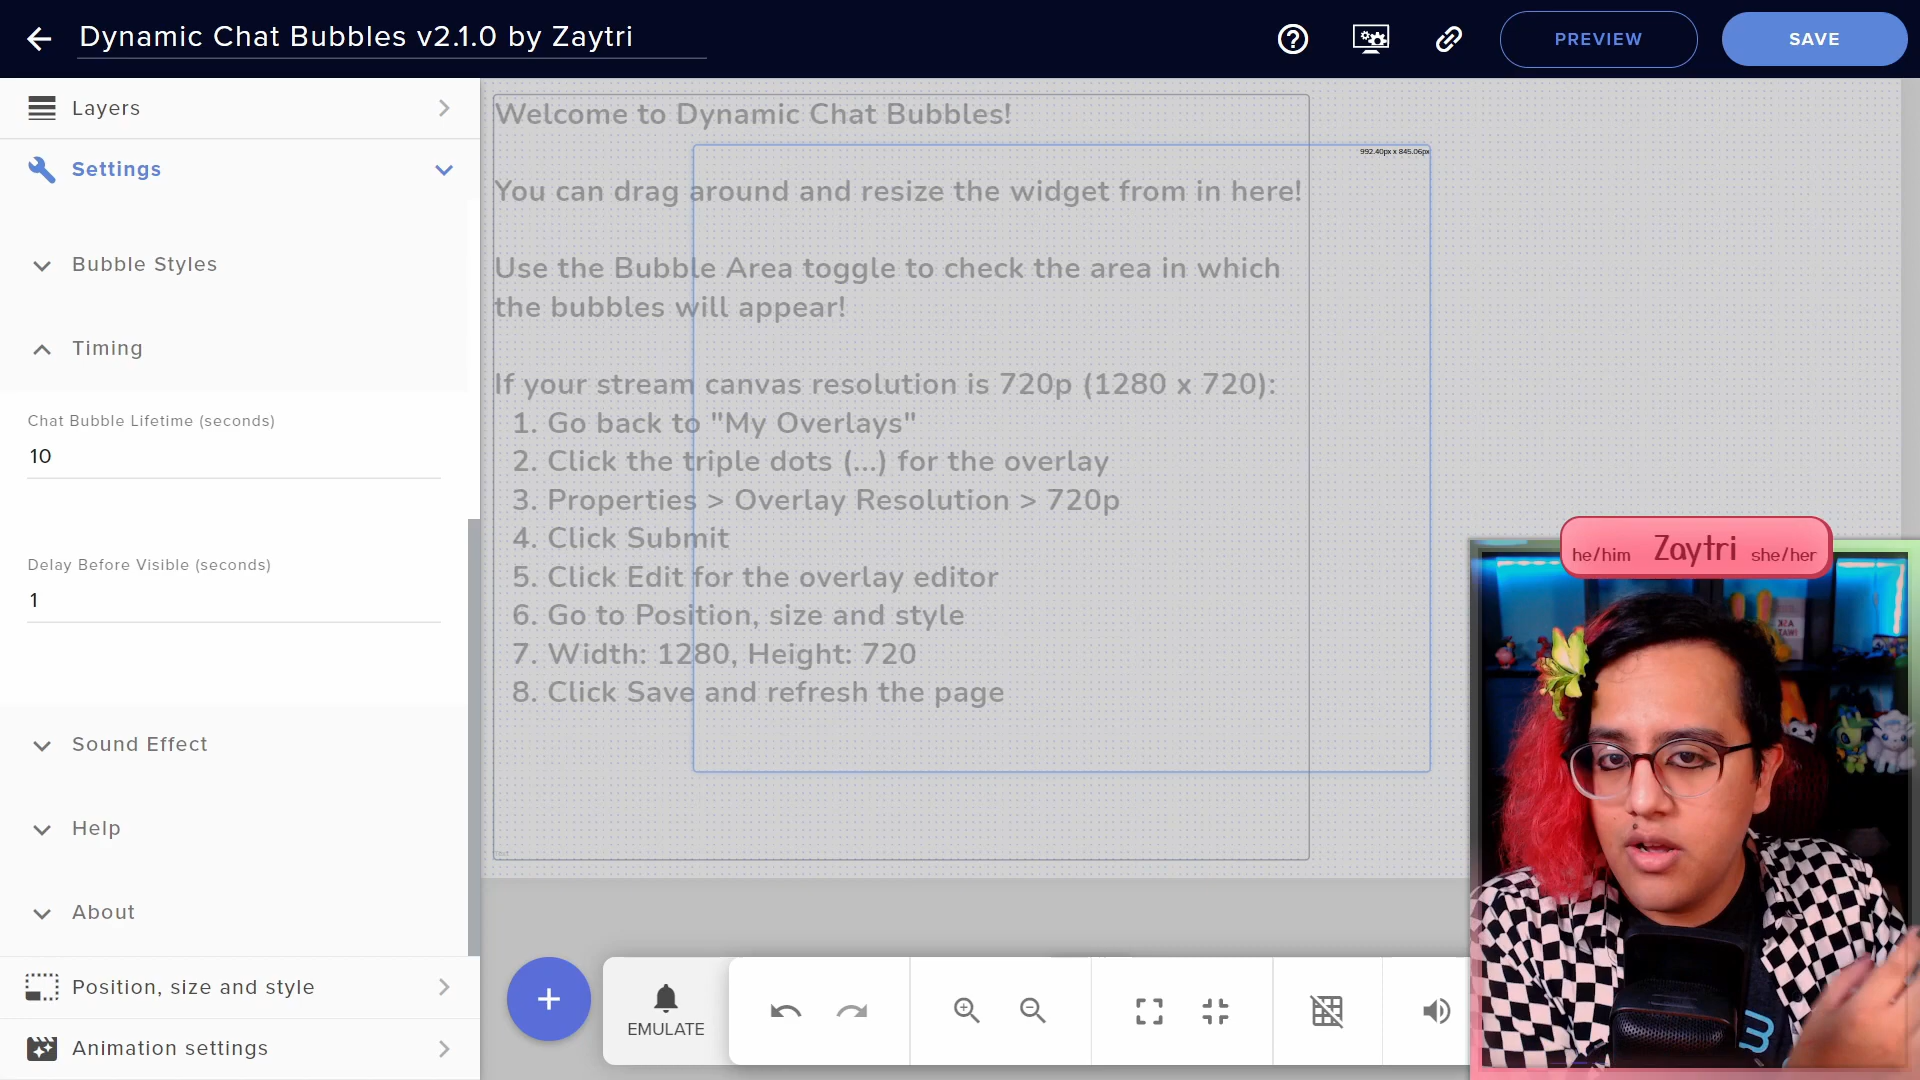 Dynamic Chat Bubbles v2.1.0 by Zaytri
PREVIEW
SAVE
Layers
Settings
Bubble Styles
Timing
Chat Bubble Lifetime (seconds)
10
Delay Before Visible (seconds)
1
Sound Effect
Help
About
Position, size and style
Animation settings
Welcome to Dynamic Chat Bubbles!
992.40px x 845.06px
You can drag around and resize the widget from in here!
Use the Bubble Area toggle to check the area in which
the bubbles will appear!
If your stream canvas resolution is 720p (1280 x 720):
1. Go back to "My Overlays"
2. Click the triple dots (...) for the overlay
3. Properties > Overlay Resolution > 720p
4. Click Submit
5. Click Edit for the overlay editor
6. Go to Position, size and style
7. Width: 1280, Height: 720
8. Click Save and refresh the page
EMULATE
he/him Zaytri she/her